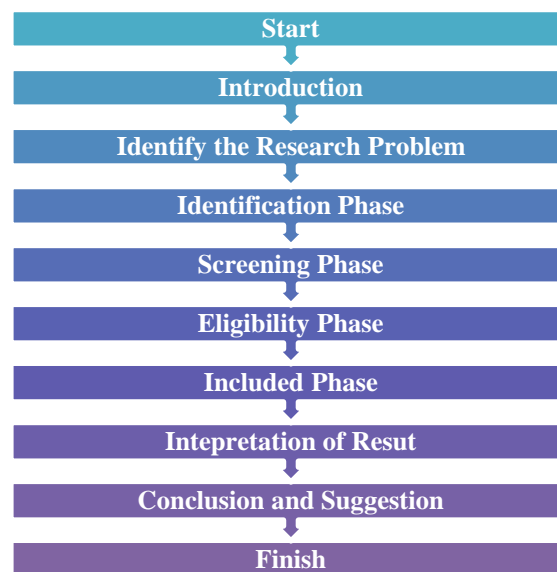 Start
Introduction
Identify the Research Problem
Identification Phase
Screening Phase
Eligibility Phase
Included Phase
Intepretation of Resut
Conclusion and Suggestion
Finish